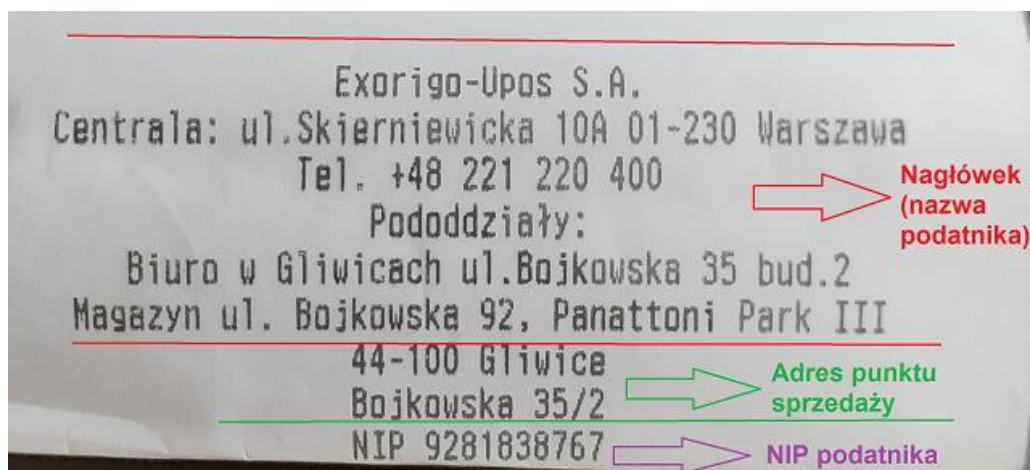 Exorigo-Upos S.A.
Centrala: ul.Skierniewicka 10A 01-230 Warszawa
Tel. +48 221 220 400
Pododdziały:
Biuro w Gliwicach ul.Bojkowska 35 bud.2
Magazyn ul. Bojkowska 92, Panattoni Park III
Nagłówek
(nazwa
podatnika)
44-100 Gliwice
Bojkowska 35/2
Adres punktu
sprzedaży
NIP 9281838767
NIP podatnika